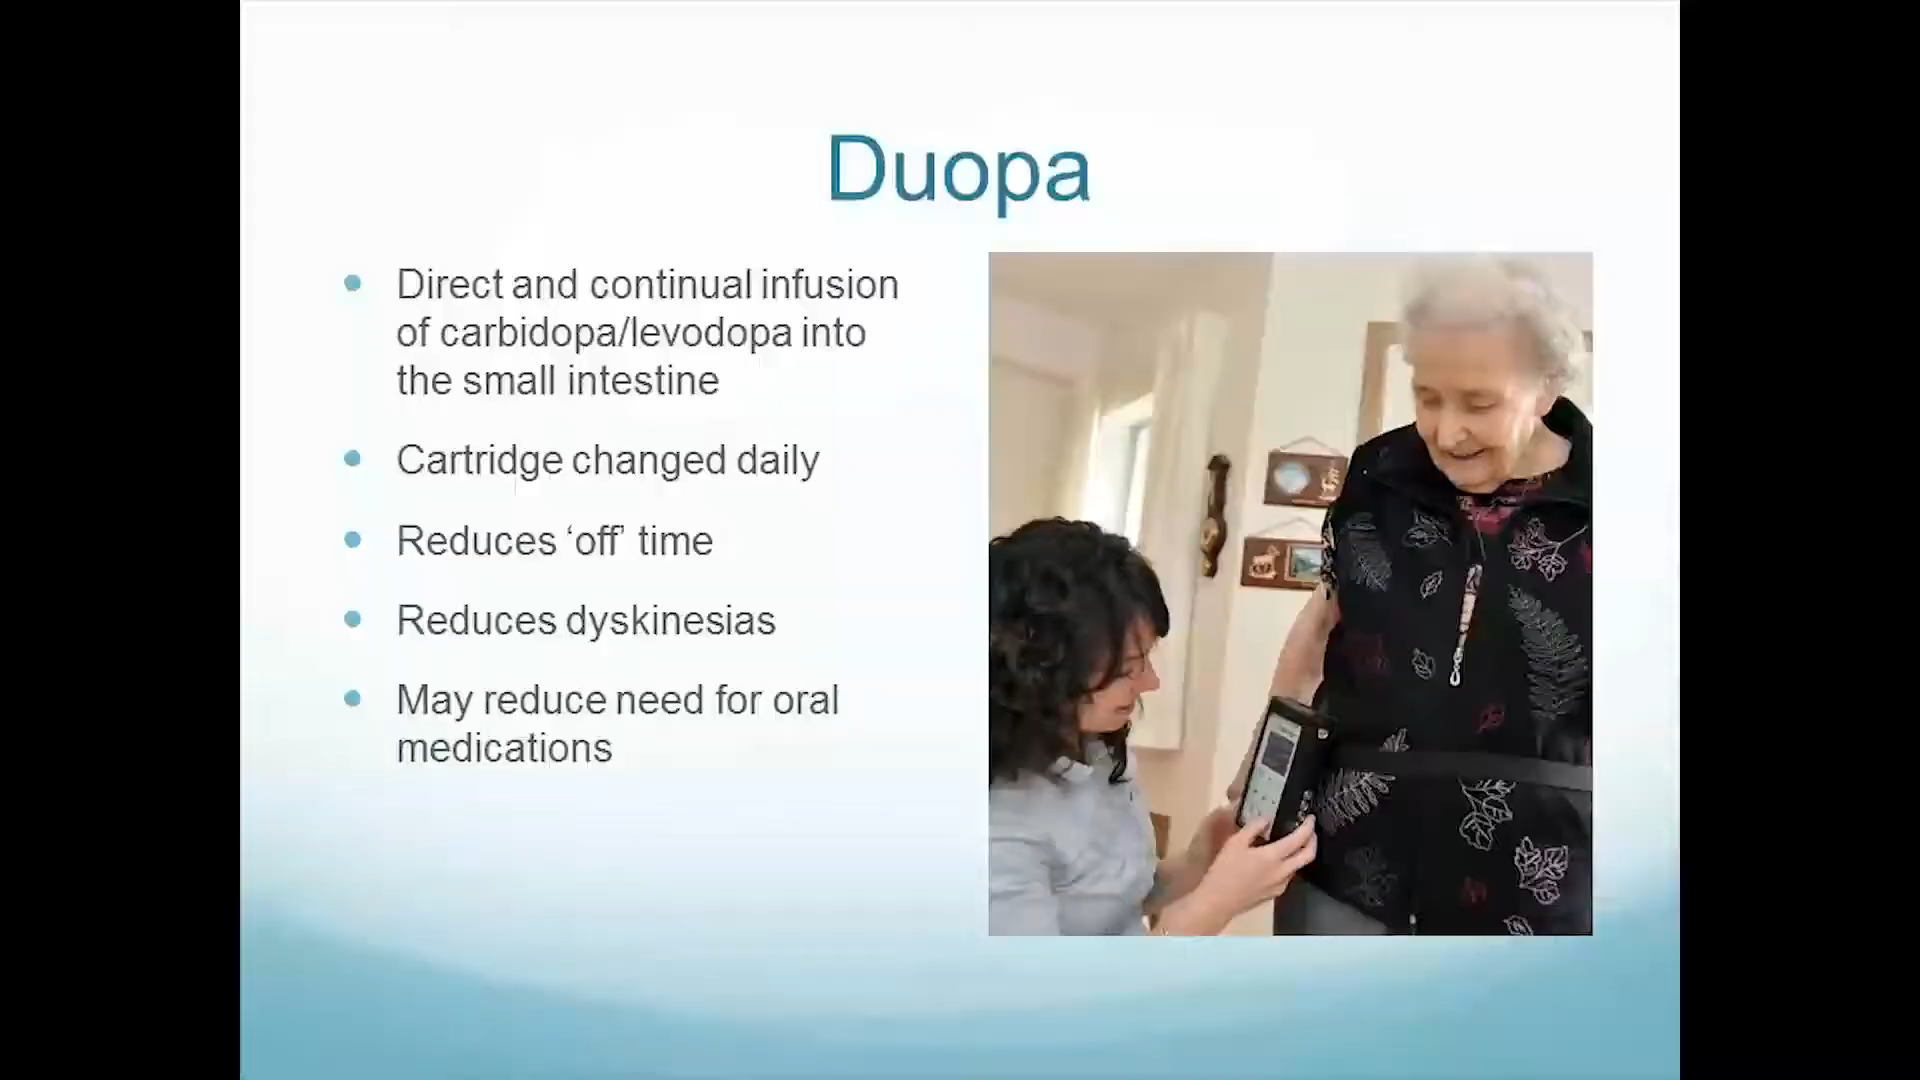 Duopa
Direct and continual infusion
of carbidopa/levodopa into
the small intestine
Cartridge changed daily
Reduces ‘off’ time
Reduces dyskinesias
May reduce need for oral
medications